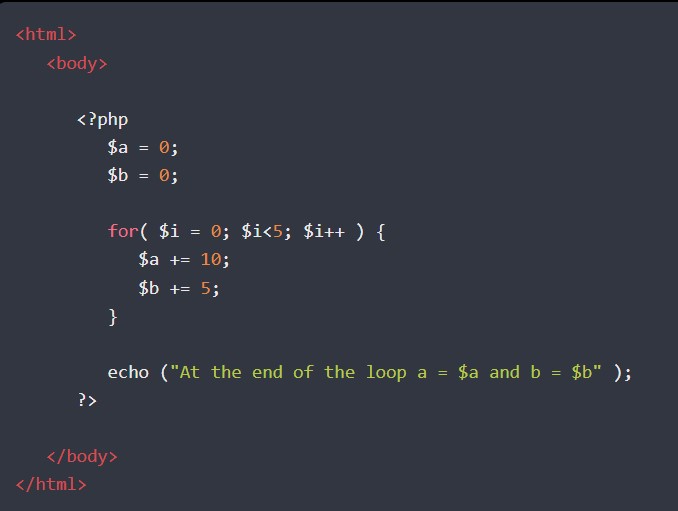 <html>
<body>
<?php
$a = 0;
$b = 0;
for( $i = 0; $i<5; $i++ ) {
$a += 10;
$b += 5;
}
echo ("At the end of the loop a = $a and b = $b" );
?>
</body>
</html>